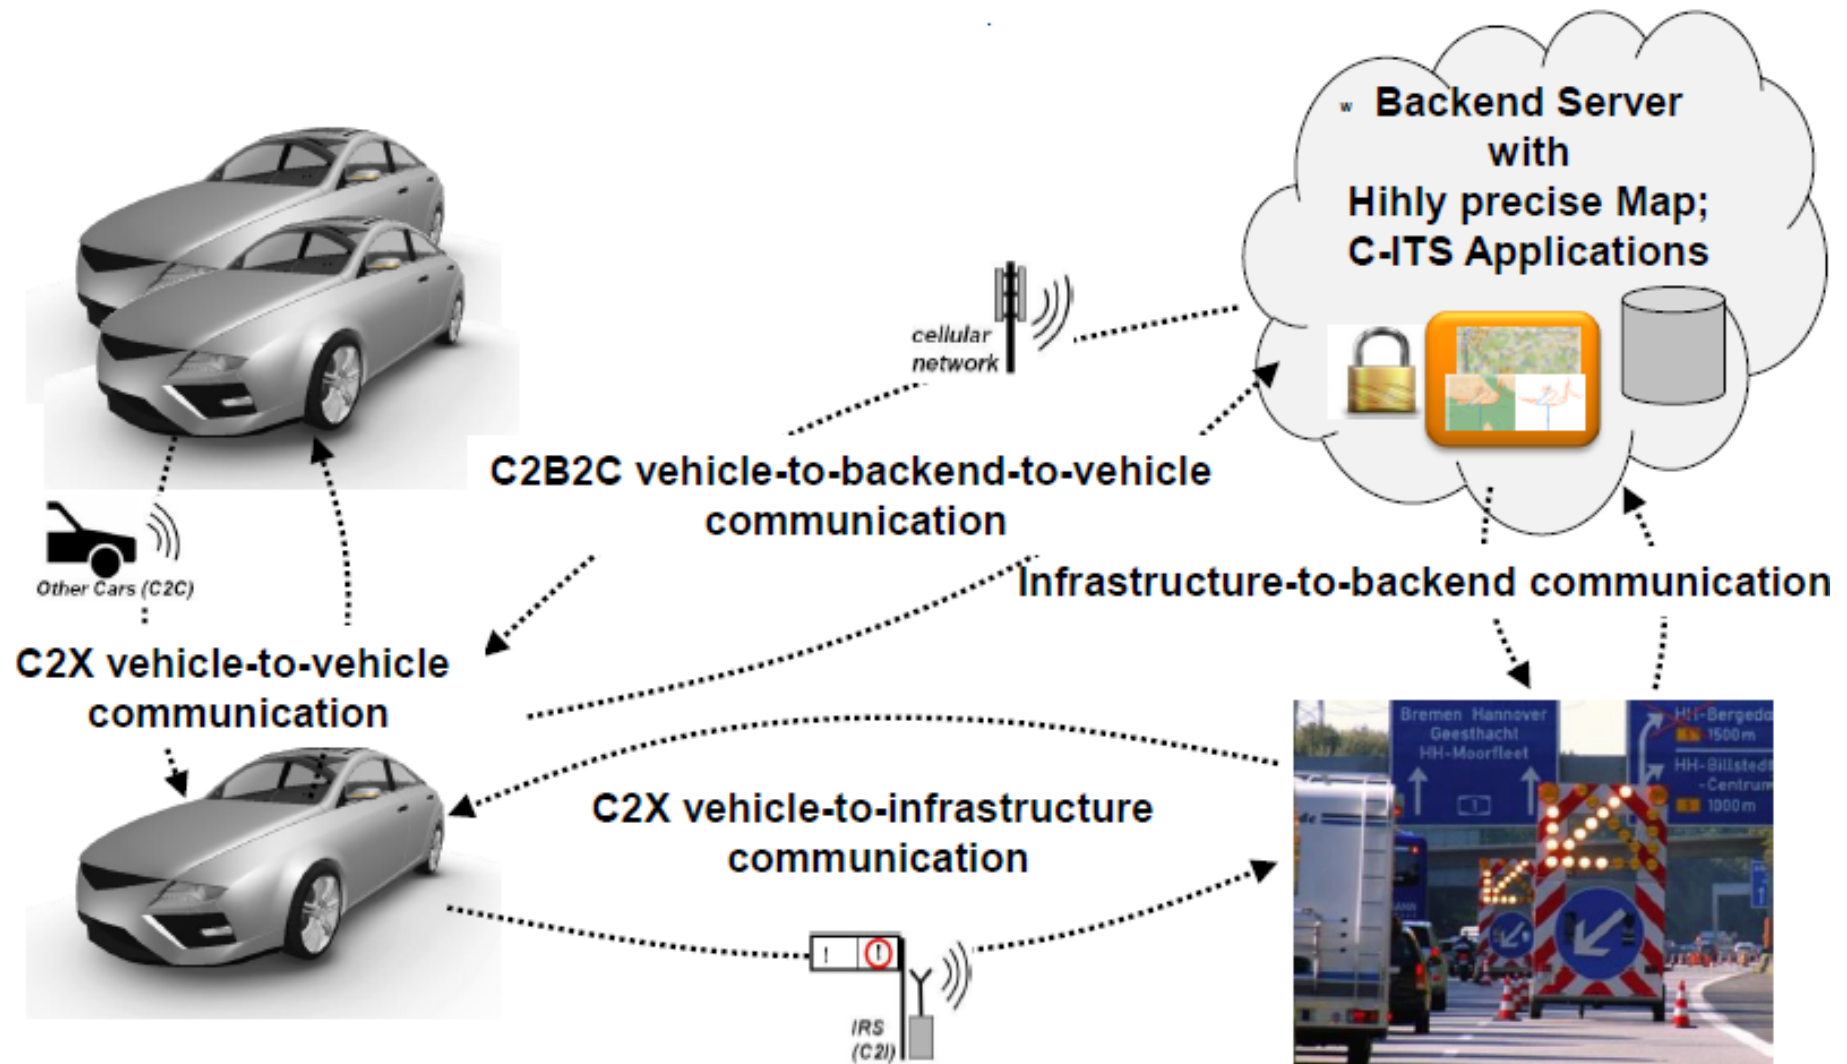 w Backend Server
with
Hihly precise Map;
C-ITS Applications
cellular
network
C2B2C vehicle-to-backend-to-vehicle
communication
Other Cars (C2C)
Infrastructure-to-backend communication
C2X vehicle-to-vehicle
communication
Bremen Hannover
Geesthacht
HH-Moorfleet
1
1500m
HH-Billstedt
-Centrum
1000m
C2X vehicle-to-infrastructure
communication
! !
IRS
(C2I)